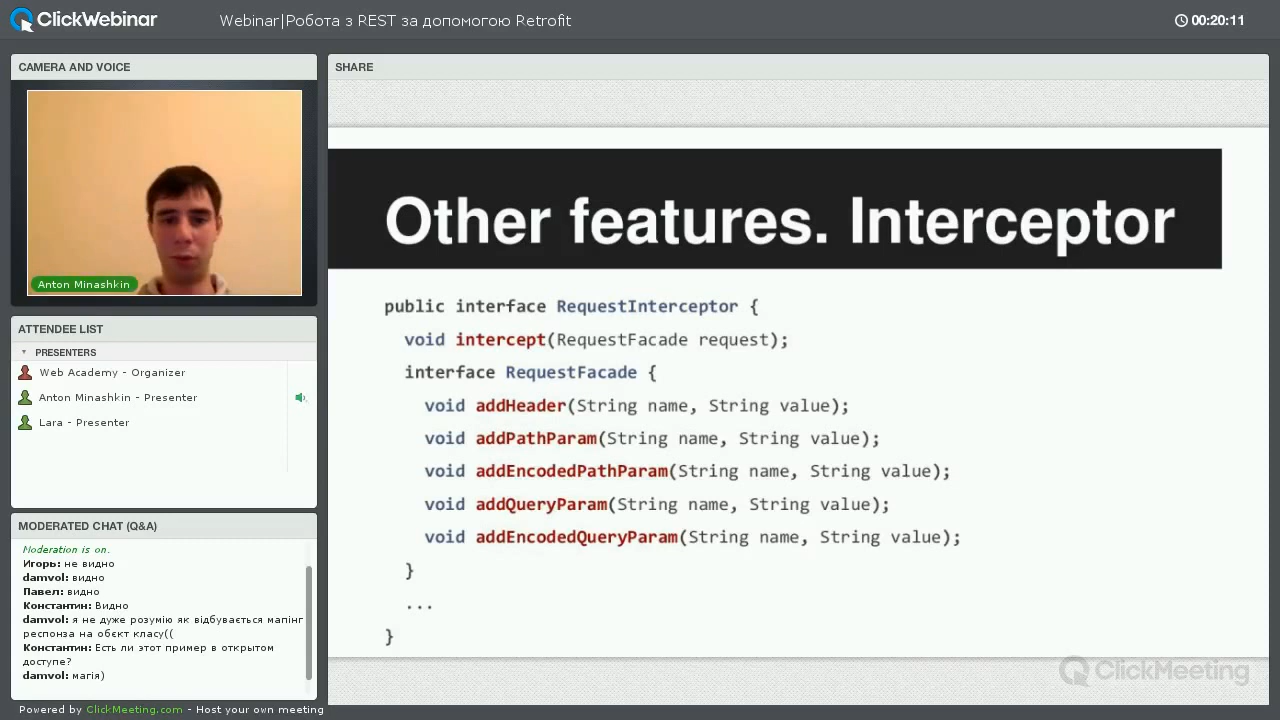 ClickWebinar
Webinar|Робота з REST за допомогою Retrofit
00:20:11
CAMERA AND VOICE
Anton Minashkin
ATTENDEE LIST
PRESENTERS
Web Academy - Organizer
Anton Minashkin - Presenter
Lara - Presenter
MODERATED CHAT (Q&A)
Moderation is on.
Игорь: не видно
damvol: видно
Павел: видно
Константин: Видно
damvol: я не дуже розумію як відбувається мапінг
респонза на обєкт класу((
Константин: Есть ли этот пример в открытом
доступе?
damvol: магія)
SHARE
Other features. Interceptor
public interface RequestInterceptor {
void intercept(RequestFacade request);
interface RequestFacade {
void addHeader(String name, String value);
void addPathParam(String name, String value);
void addEncodedPathParam(String name, String value);
void addQueryParam(String name, String value);
void addEncodedQueryParam(String name, String value);
}
...
}
ClickMeeting
Powered by ClickMeeting.com - Host your own meeting